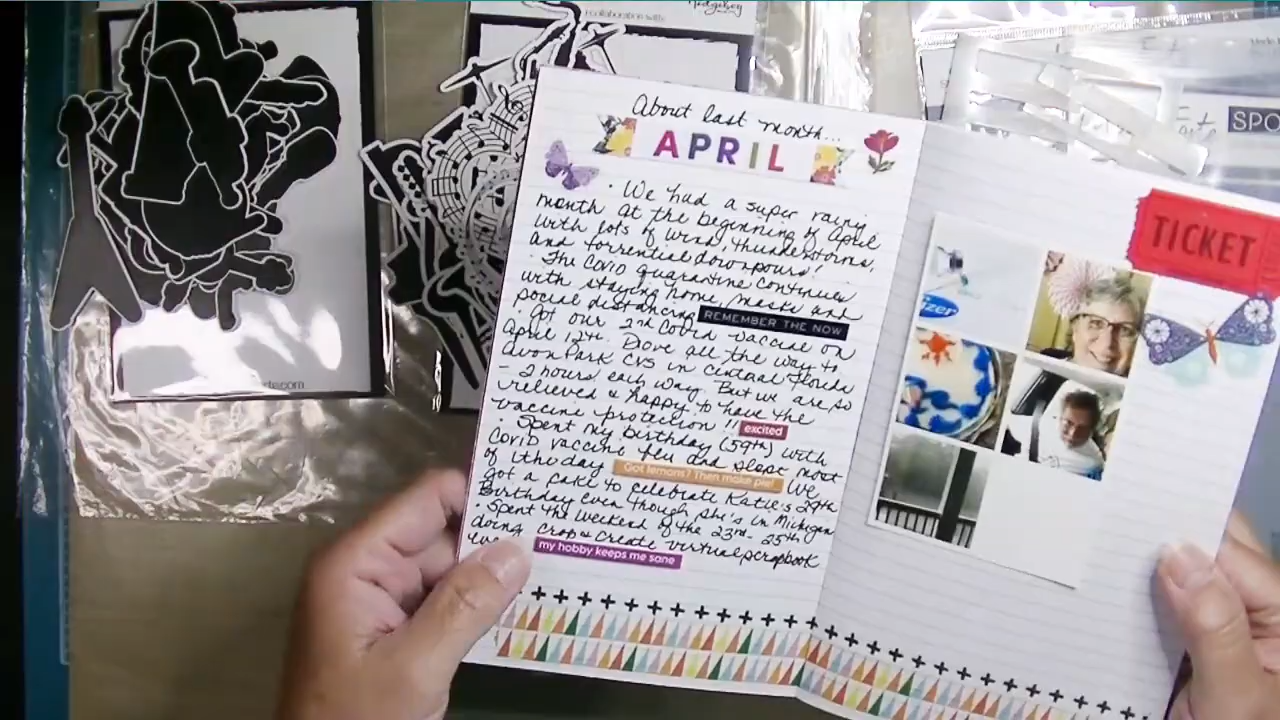 collaboration with
Hedgehog
SPO
About last month...
APRIL
• We had a super rainy
month at the beginning of April
with lots of wind, thunderstorms,
and torrential downpours!
• The Covid quarantine continues
with staying home, masks and
social distancing REMEMBER THE NOW
• Got our 2nd Covid vaccine on
April 12th. Drove all the way to
Avon Park CVS in Central Florida
- 2 hours each way. But we are so
relieved & happy to have the
vaccine protection!! excited
• Spent my birthday (59th) with
Covid vaccine flu and slept most
of the day Got lemons? Then make pie! We
got a cake to celebrate Katie's 29th
Birthday even though she's in Michigan
• Spent the weekend of the 23rd - 25th
doing crop & create virtual scrapbook
my hobby keeps me sane
TICKET
Pfizer